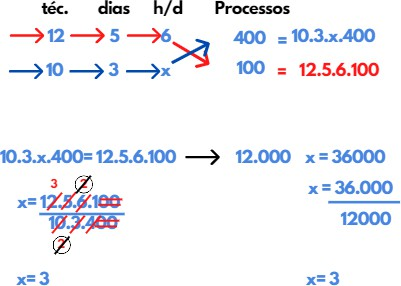 téc. dias h/d Processos
12 5 6 400 = 10.3.x.400
10 3 x 100 = 12.5.6.100
10.3.x.400= 12.5.6.100 12.000 x = 36000
3 2
x= 12.5.6.100 x = 36.000
10.3.400 12000
2
x= 3 x= 3